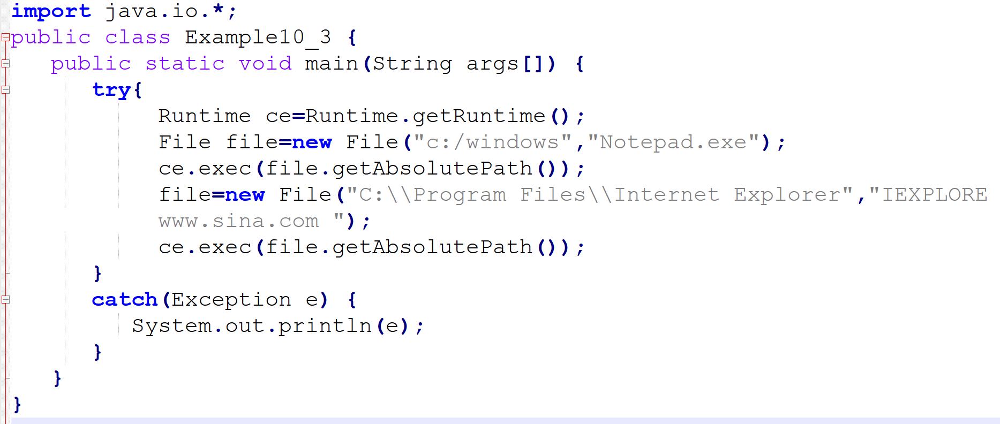 import java.io.*;
public class Example10_3 {
public static void main(String args[]) {
try{
Runtime ce=Runtime.getRuntime();
File file=new File("c:/windows","Notepad.exe");
ce.exec(file.getAbsolutePath());
file=new File("C:\\Program Files\\Internet Explorer","IEXPLORE
www.sina.com ");
ce.exec(file.getAbsolutePath());
}
catch(Exception e) {
System.out.println(e);
}
}
}